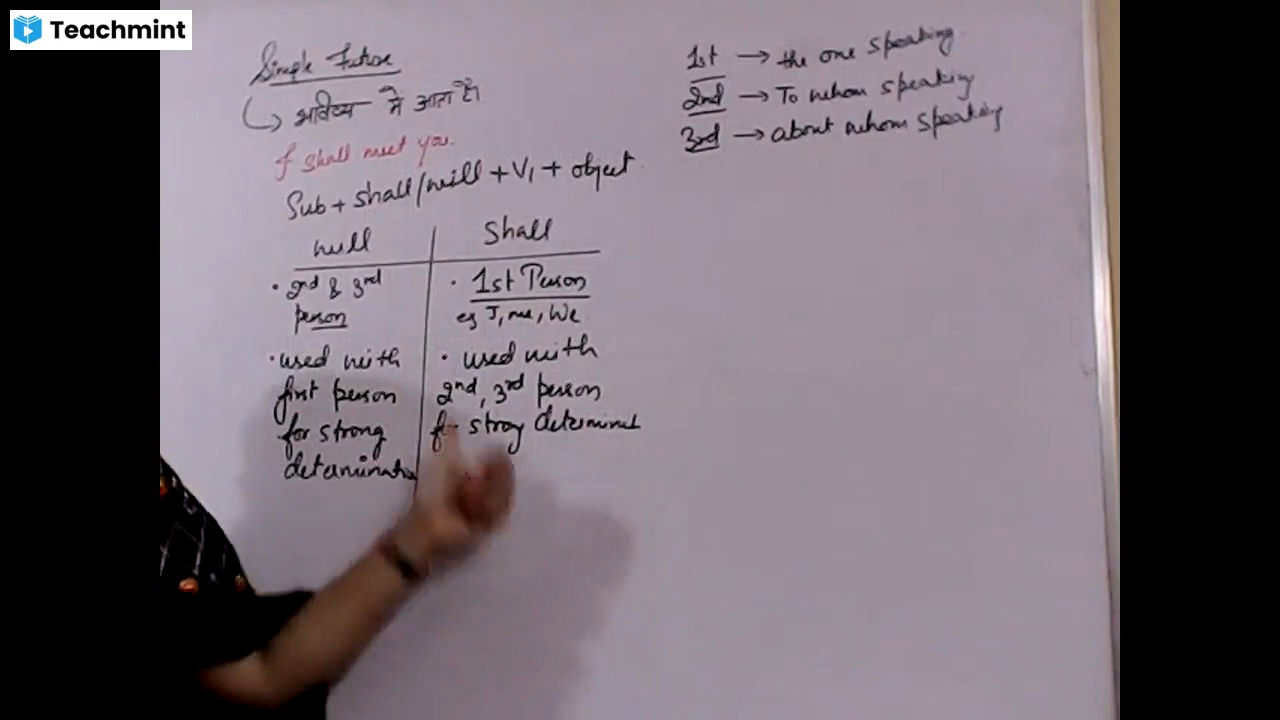 Teachmint
Simple Future
भविष्य में आता है।
I shall meet you.
Sub + shall/will + V1 + object
will
Shall
• 2nd & 3rd
person
• 1st Person
eg I, me, We
• used with
first person
for strong
determination
• used with
2nd, 3rd person
for strong
1st → the one speaking
2nd → To whom speaking
3rd → about whom speaking